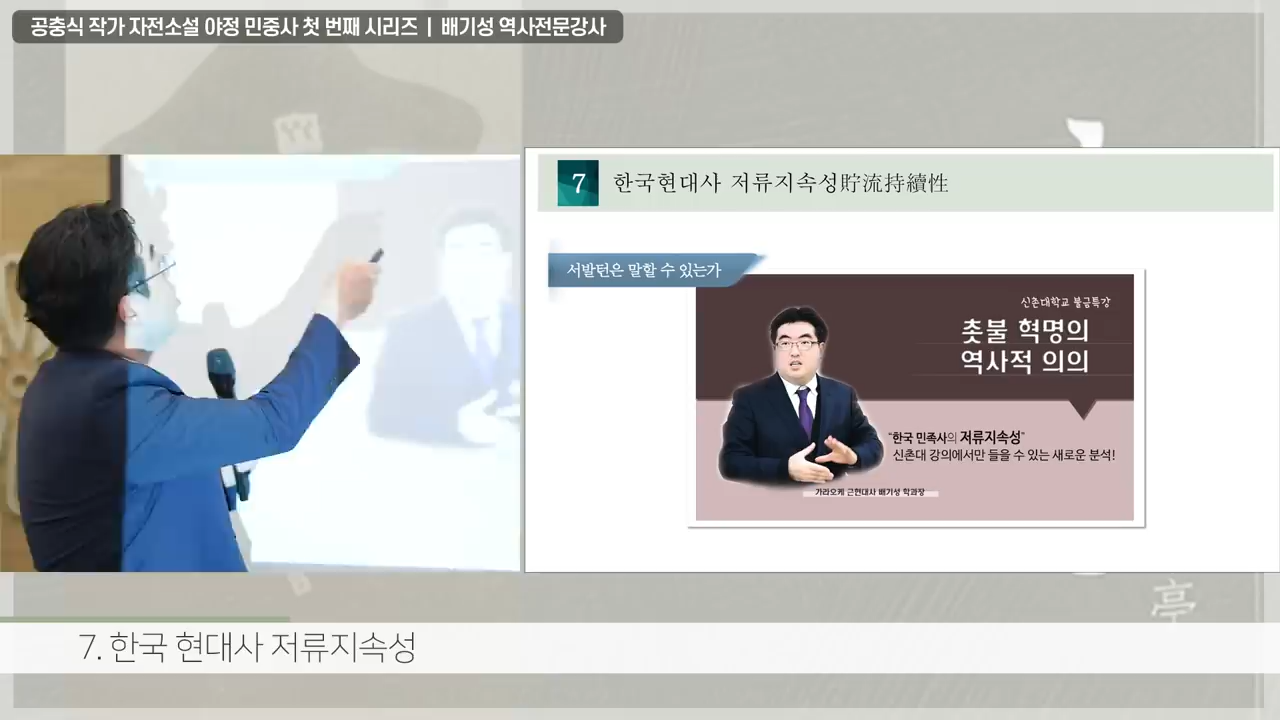 공충식 작가 자전소설 야정 민중사 첫 번째 시리즈 | 배기성 역사전문강사
7 한국현대사 저류지속성貯流持續性
서발턴은 말할 수 있는가
신촌대학교 불금특강
촛불 혁명의
역사적 의의
"한국 민족사의 저류지속성"
신촌대 강의에서만 들을 수 있는 새로운 분석!
가라오케 근현대사 배기성 학과장
亭
7. 한국 현대사 저류지속성